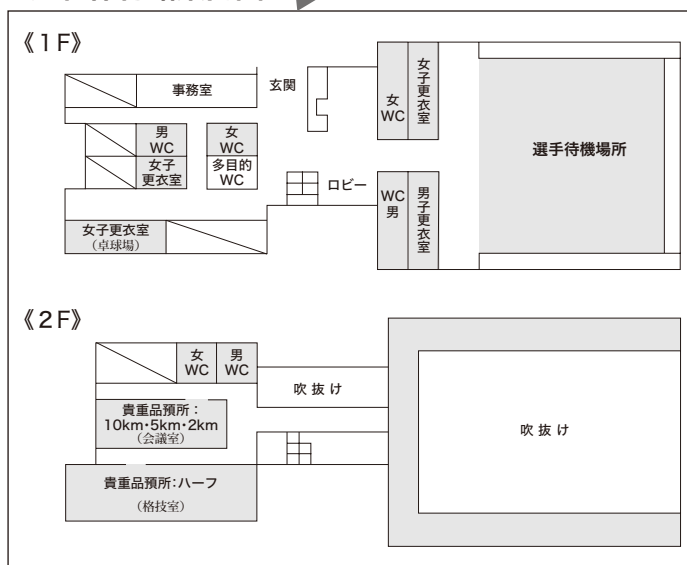 《１F》
事務室
玄関
男
WC
女
WC
女子
更衣室
多目的
WC
ロビー
女子更衣室
（卓球場）
女
WC
女子更衣室
WC
男
男子更衣室
選手待機場所
《２F》
女
WC
男
WC
吹 抜 け
貴重品預所：
10km・5km・2km
（会議室）
貴重品預所：ハーフ
（格技室）
吹 抜 け